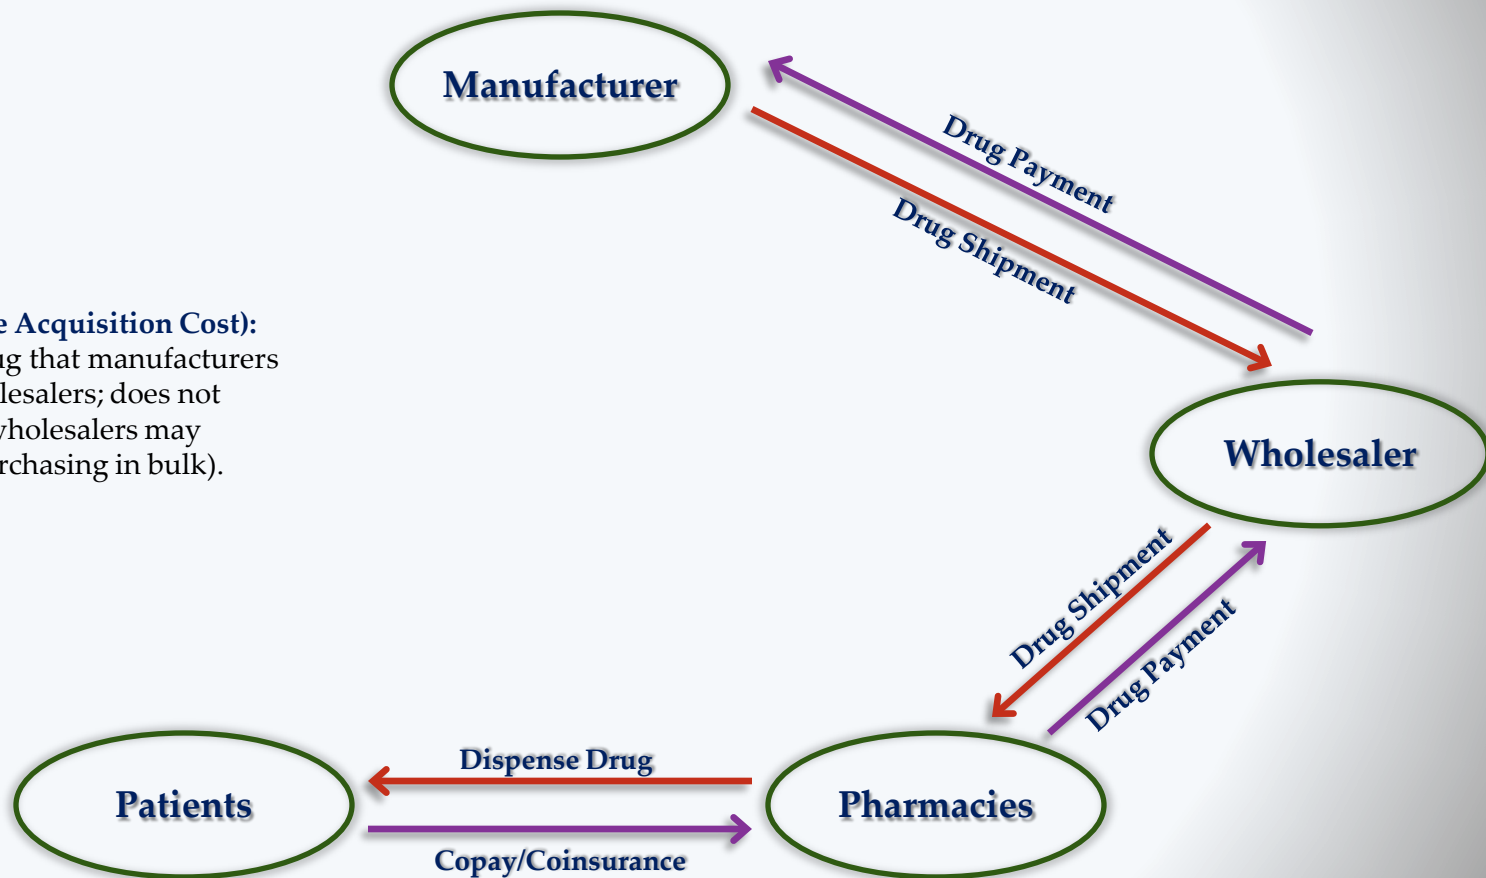 Manufacturer
Drug Payment
Drug Shipment
e Acquisition Cost):
ug that manufacturers
lesalers; does not
wholesalers may
rchasing in bulk).
Wholesaler
Drug Shipment
Drug Payment
Dispense Drug
Patients
Pharmacies
Copay/Coinsurance